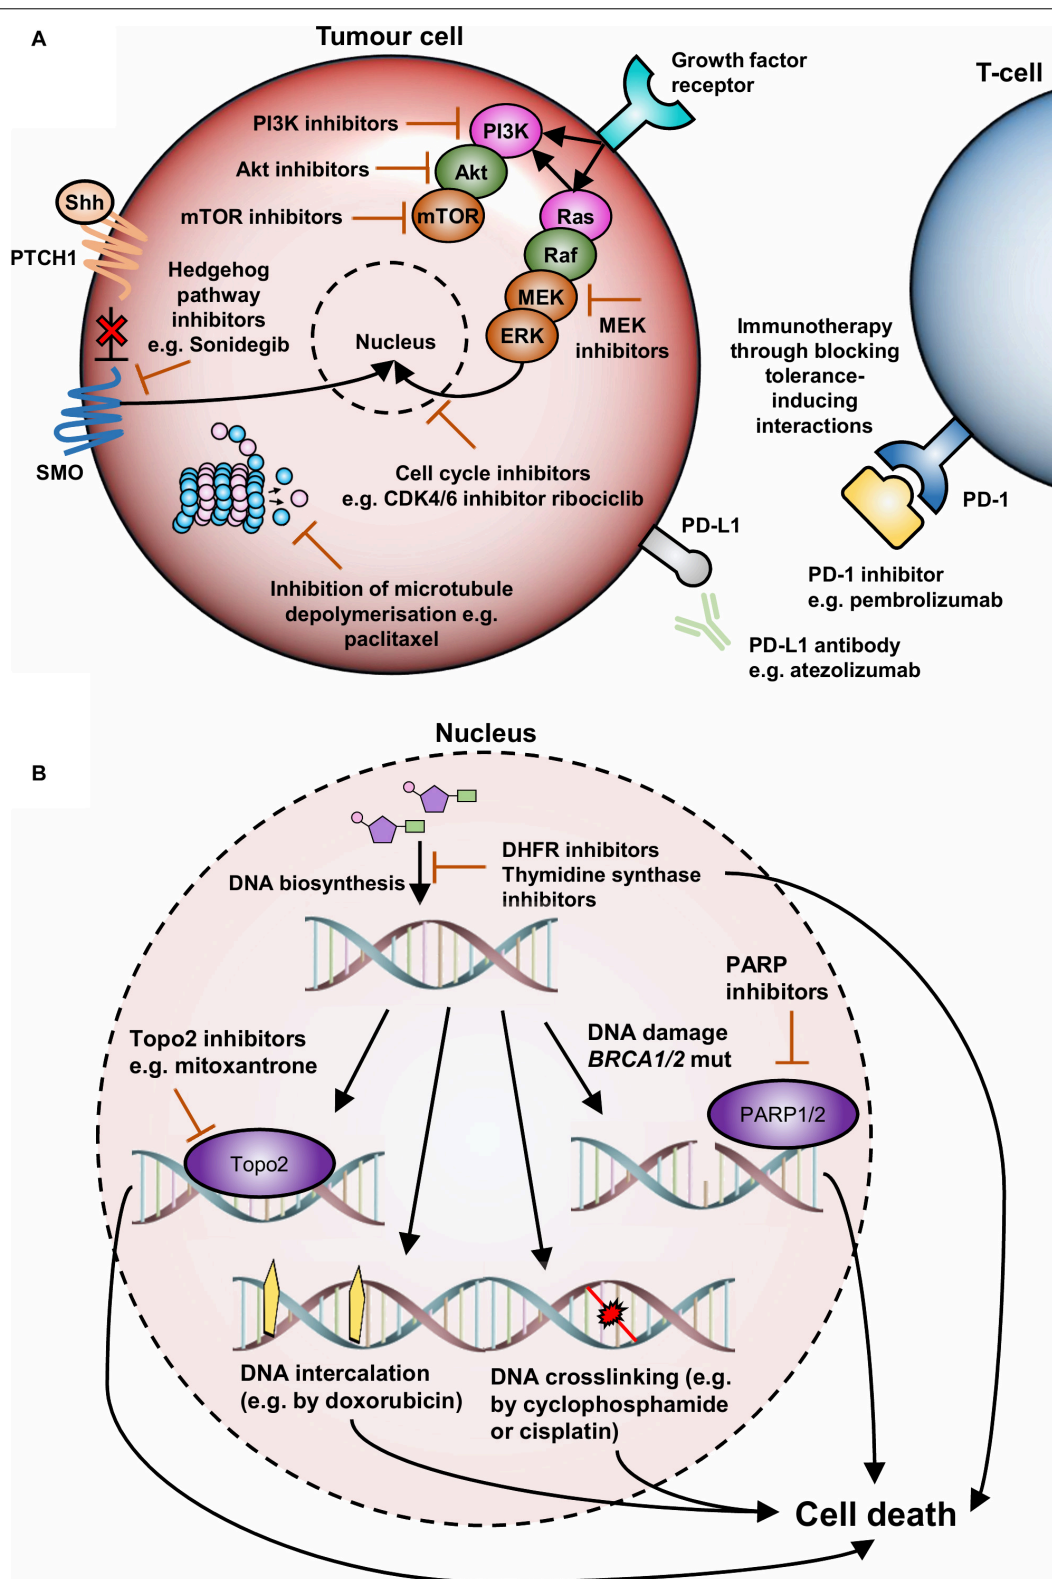 A
Tumour cell
Growth factor
receptor
T-cell
PI3K inhibitors
PI3K
Akt inhibitors
Akt
mTOR inhibitors
mTOR
Shh
PTCH1
Ras
Raf
MEK
ERK
MEK
inhibitors
Hedgehog
pathway
inhibitors
e.g. Sonidegib
Nucleus
SMO
Cell cycle inhibitors
e.g. CDK4/6 inhibitor ribociclib
Inhibition of microtubule
depolymerisation e.g.
paclitaxel
Immunotherapy
through blocking
tolerance-
inducing
interactions
PD-1
PD-L1
PD-1 inhibitor
e.g. pembrolizumab
PD-L1 antibody
e.g. atezolizumab
B
Nucleus
DNA biosynthesis
DHFR inhibitors
Thymidine synthase
inhibitors
PARP
inhibitors
Topo2 inhibitors
e.g. mitoxantrone
DNA damage
BRCA1/2 mut
PARP1/2
Topo2
DNA intercalation
(e.g. by doxorubicin)
DNA crosslinking (e.g.
by cyclophosphamide
or cisplatin)
Cell death